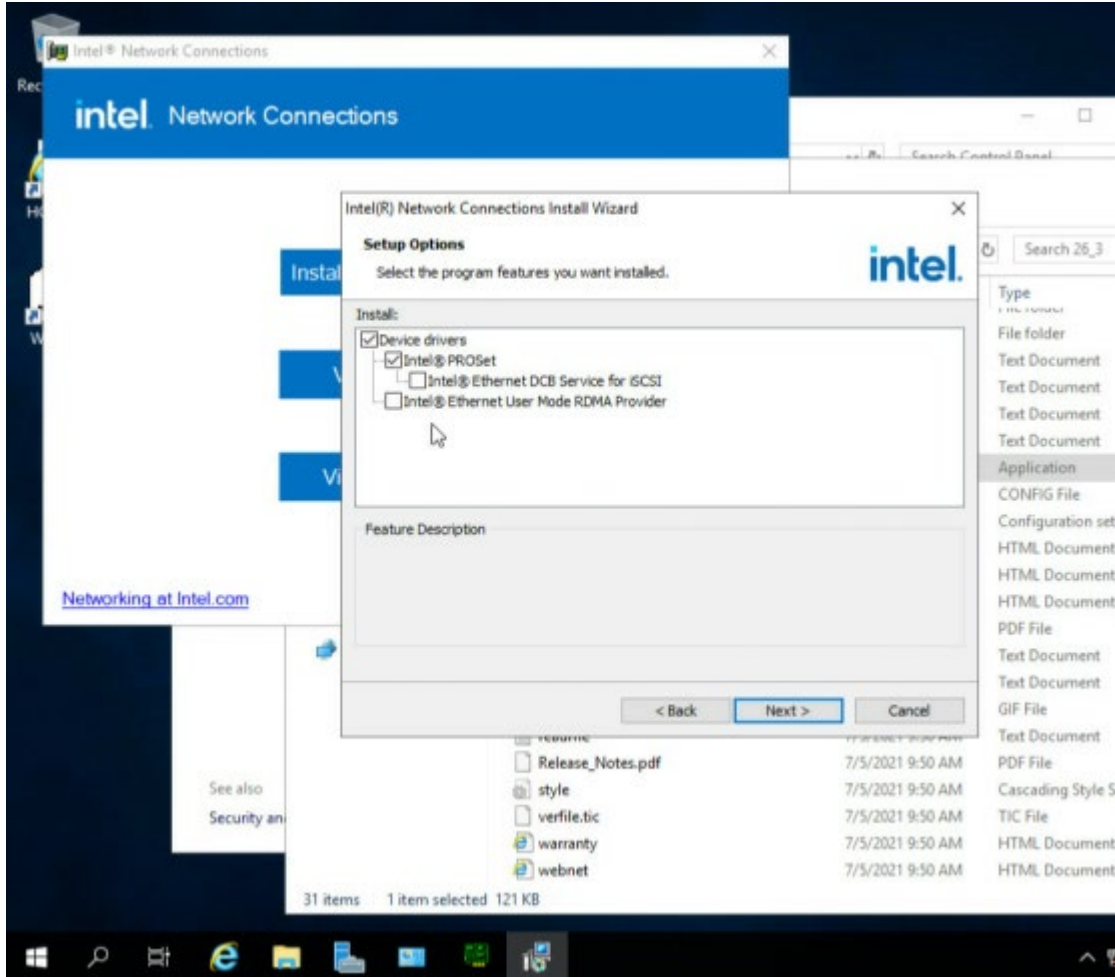 Intel® Network Connections
intel. Network Connections
Instal
V
Vi
Networking at Intel.com
Rec
Search Control Panel
Intel(R) Network Connections Install Wizard
Setup Options
Select the program features you want installed.
intel.
Install:
Device drivers
Intel® PROSet
Intel® Ethernet DCB Service for iSCSI
Intel® Ethernet User Mode RDMA Provider
Feature Description
< Back
Next >
Cancel
Search 26_3
Type
File folder
Text Document
Text Document
Text Document
Text Document
Application
CONFIG File
Configuration set
HTML Document
HTML Document
HTML Document
PDF File
Text Document
Text Document
GIF File
Text Document
Release_Notes.pdf 7/5/2021 9:50 AM PDF File
style 7/5/2021 9:50 AM Cascading Style S
verfile.tic 7/5/2021 9:50 AM TIC File
warranty 7/5/2021 9:50 AM HTML Document
webnet 7/5/2021 9:50 AM HTML Document
See also
Security an
31 items 1 item selected 121 KB